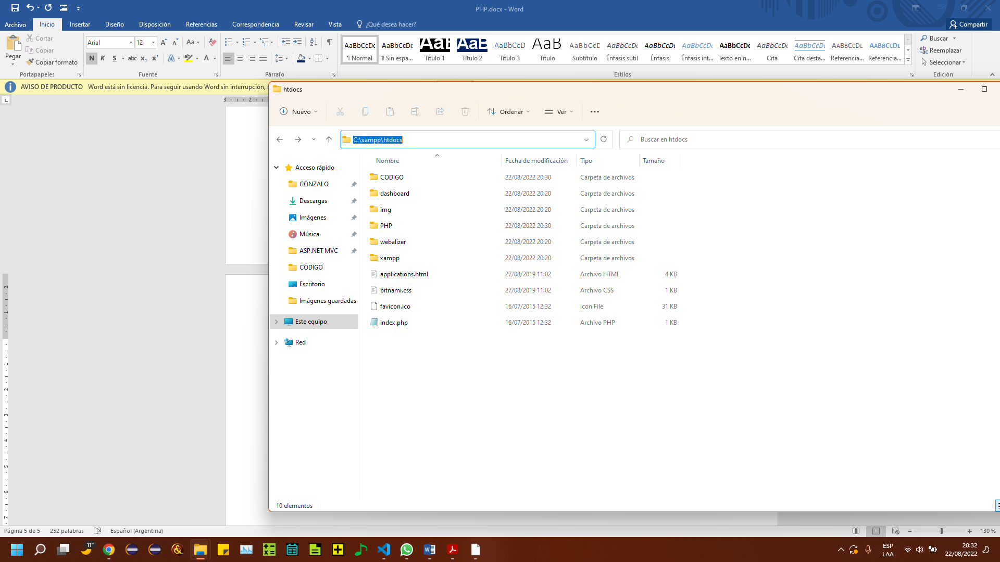 PHP.docx - Word
Archivo Inicio Insertar Diseño Disposición Referencias Correspondencia Revisar Vista ¿Qué desea hacer? Compartir
Pegar
Cortar
Copiar
Copiar formato
Portapapeles
Arial 12
N K S abc x₂ x²
Fuente
Párrafo
AaBbCcDc AaBbCcDc AaB AaB AaBbCcD AaB AaBbCcD AaBbCcDc AaBbCcDc AaBbCcDc AaBbCcDc AaBbCcDc AaBbCcDc AABBCCDD AABBCCDD
¶ Normal ¶ Sin espa... Título 1 Título 2 Título 3 Título Subtítulo Énfasis sutil Énfasis Énfasis int... Texto en n... Cita Cita desta... Referencia... Referencia...
Estilos
Buscar
Reemplazar
Seleccionar
Edición
AVISO DE PRODUCTO Word está sin licencia. Para seguir usando Word sin interrupción,
htdocs
Nuevo Ordenar Ver
C:\xampp\htdocs
Buscar en htdocs
Acceso rápido
GONZALO
Descargas
Imágenes
Música
ASP.NET MVC
CODIGO
Escritorio
Imágenes guardadas
Este equipo
Red
Nombre Fecha de modificación Tipo Tamaño
CODIGO 22/08/2022 20:30 Carpeta de archivos
dashboard 22/08/2022 20:20 Carpeta de archivos
img 22/08/2022 20:20 Carpeta de archivos
PHP 22/08/2022 20:30 Carpeta de archivos
webalizer 22/08/2022 20:20 Carpeta de archivos
xampp 22/08/2022 20:20 Carpeta de archivos
applications.html 27/08/2019 11:02 Archivo HTML 4 KB
bitnami.css 27/08/2019 11:02 Archivo CSS 1 KB
favicon.ico 16/07/2015 12:32 Icon File 31 KB
index.php 16/07/2015 12:32 Archivo PHP 1 KB
10 elementos
Página 5 de 5 252 palabras Español (Argentina) 130 %
11°
ESP
LAA
20:32
22/08/2022